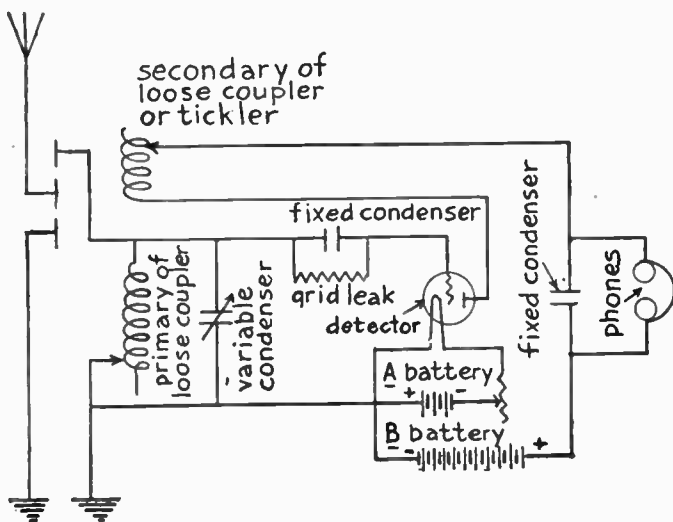 secondary of
loose coupler
or tickler
fixed condenser
grid leak
detector
primary of
loose coupler
variable
condenser
fixed condenser
phones
A battery
+ -
B battery
- +